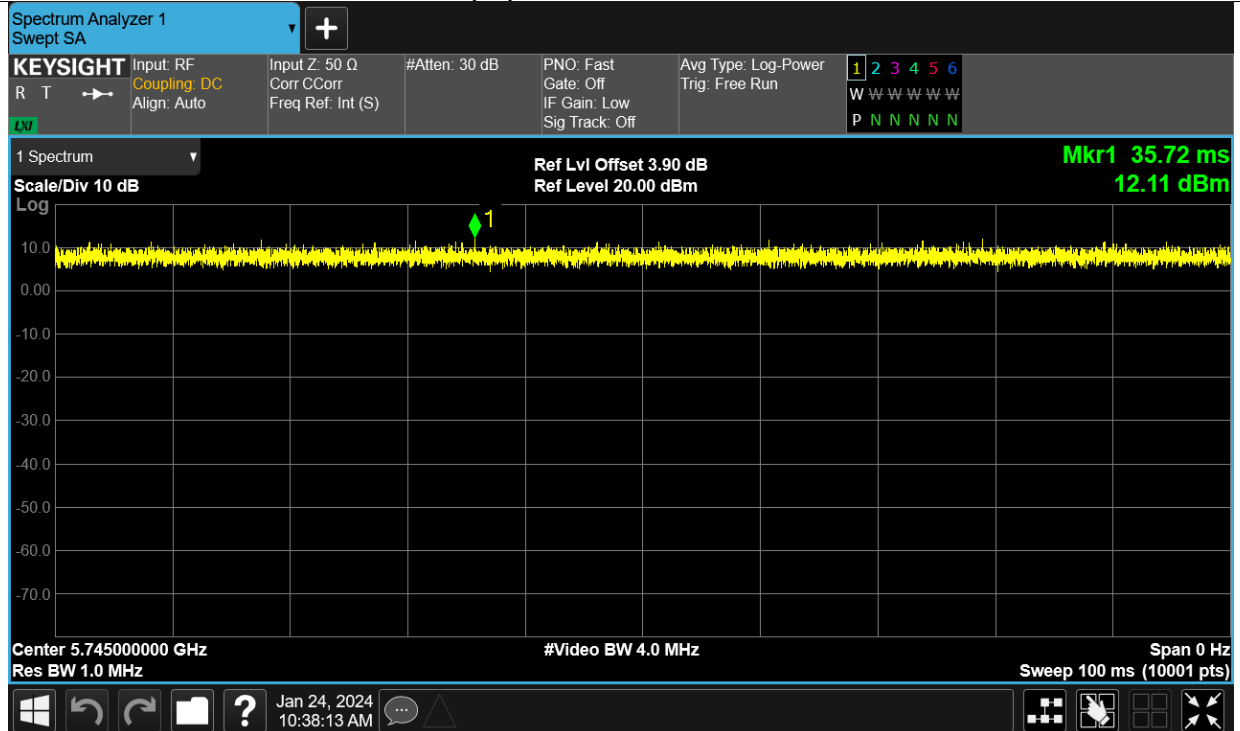 Spectrum Analyzer 1
Swept SA
KEYSIGHT
R T
LXI
Input: RF
Coupling: DC
Align: Auto
Input Z: 50 Ω
Corr CCorr
Freq Ref: Int (S)
#Atten: 30 dB
PNO: Fast
Gate: Off
IF Gain: Low
Sig Track: Off
Avg Type: Log-Power
Trig: Free Run
1 2 3 4 5 6
W W W W W W
P N N N N N
1 Spectrum
Scale/Div 10 dB
Log
Ref Lvl Offset 3.90 dB
Ref Level 20.00 dBm
Mkr1 35.72 ms
12.11 dBm
1
10.0
0.00
-10.0
-20.0
-30.0
-40.0
-50.0
-60.0
-70.0
Center 5.745000000 GHz
Res BW 1.0 MHz
#Video BW 4.0 MHz
Span 0 Hz
Sweep 100 ms (10001 pts)
?
Jan 24, 2024
10:38:13 AM